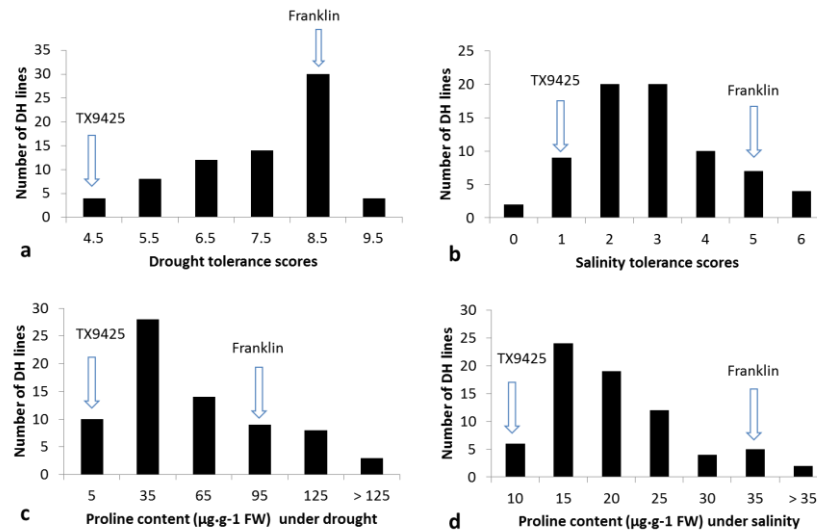 Franklin
35
30
25
20
15
10
5
0
Number of DH lines
TX9425
4.5 5.5 6.5 7.5 8.5 9.5
a
Drought tolerance scores
25
20
15
10
5
0
Number of DH lines
TX9425
Franklin
0 1 2 3 4 5 6
b
Salinity tolerance scores
30
25
20
15
10
5
0
Number of DH lines
TX9425
Franklin
5 35 65 95 125 > 125
c
Proline content (µg.g-1 FW) under drought
30
25
20
15
10
5
0
Number of DH lines
TX9425
Franklin
10 15 20 25 30 35 > 35
d
Proline content (µg.g-1 FW) under salinity